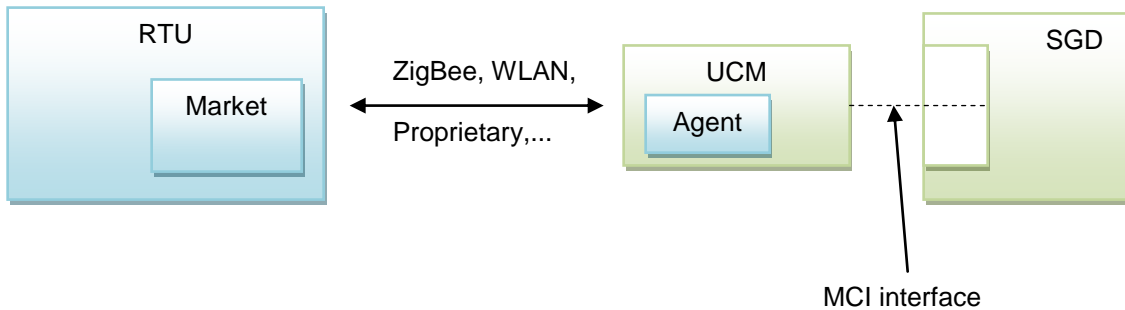 RTU
Market
ZigBee, WLAN,
Proprietary,...
UCM
Agent
SGD
MCI interface